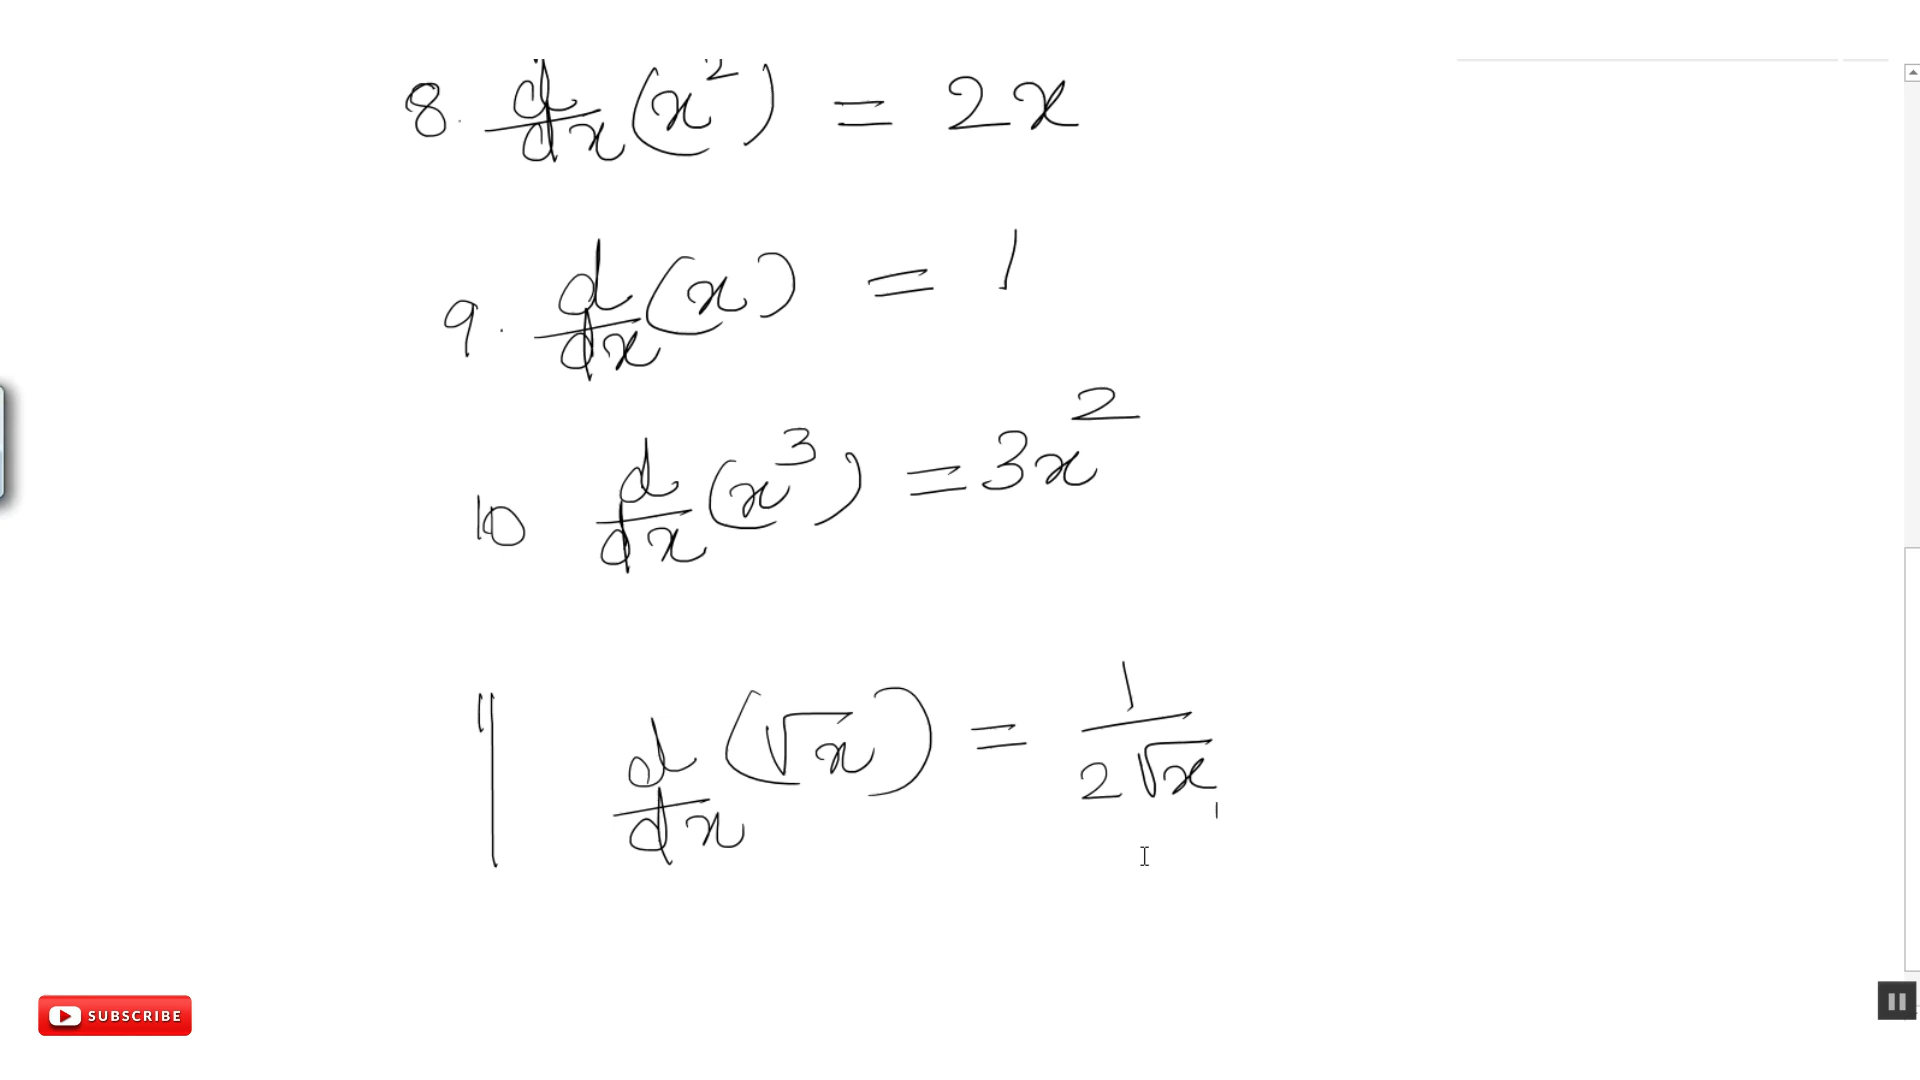 8. d/dx (x²) = 2x
9. d/dx (x) = 1
10 d/dx (x³) = 3x²
11 d/dx (√x) = 1/(2√x)
SUBSCRIBE